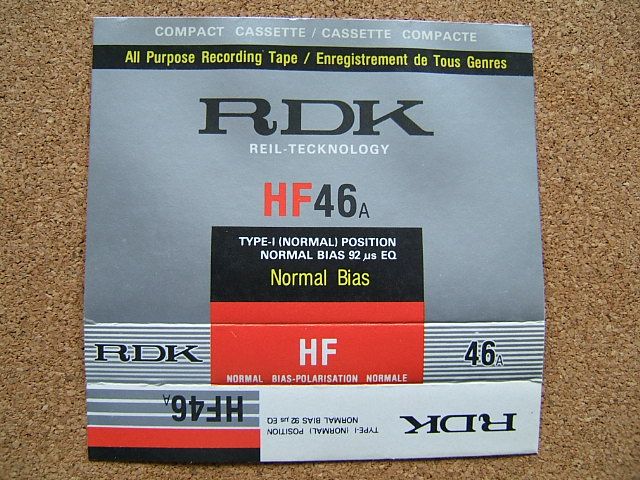 COMPACT CASSETTE / CASSETTE COMPACTE
All Purpose Recording Tape / Enregistrement de Tous Genres
RDK
REIL-TECKNOLOGY
HF46A
TYPE-I (NORMAL) POSITION
NORMAL BIAS 92 μs EQ
Normal Bias
RDK HF 46A
NORMAL BIAS-POLARISATION NORMALE
RDK
TYPE-I (NORMAL) POSITION
NORMAL BIAS 92 μs EQ
HF46A